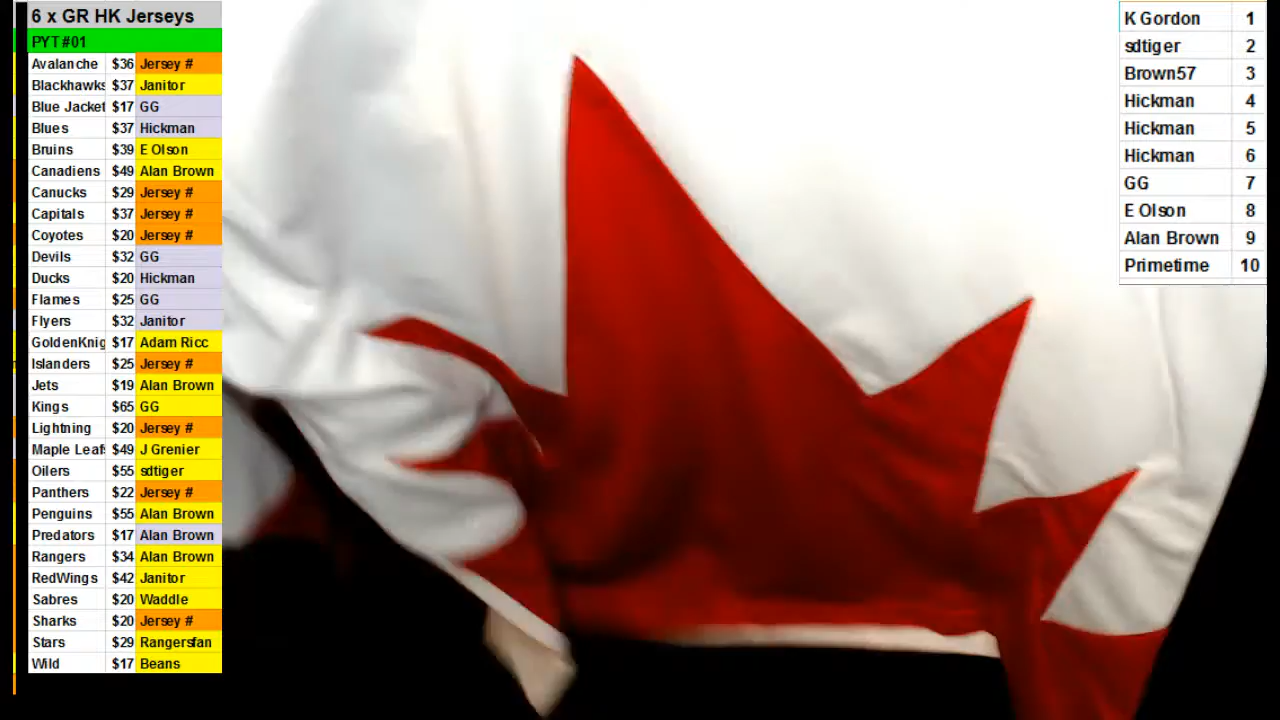 6 x GR HK Jerseys
PYT #01
Avalanche $36 Jersey #
Blackhawks $37 Janitor
Blue Jacket $17 GG
Blues $37 Hickman
Bruins $39 E Olson
Canadiens $49 Alan Brown
Canucks $29 Jersey #
Capitals $37 Jersey #
Coyotes $20 Jersey #
Devils $32 GG
Ducks $20 Hickman
Flames $25 GG
Flyers $32 Janitor
GoldenKnig $17 Adam Ricc
Islanders $25 Jersey #
Jets $19 Alan Brown
Kings $65 GG
Lightning $20 Jersey #
Maple Leafs $49 J Grenier
Oilers $55 sdtiger
Panthers $22 Jersey #
Penguins $55 Alan Brown
Predators $17 Alan Brown
Rangers $34 Alan Brown
RedWings $42 Janitor
Sabres $20 Waddle
Sharks $20 Jersey #
Stars $29 Rangersfan
Wild $17 Beans
K Gordon 1
sdtiger 2
Brown57 3
Hickman 4
Hickman 5
Hickman 6
GG 7
E Olson 8
Alan Brown 9
Primetime 10